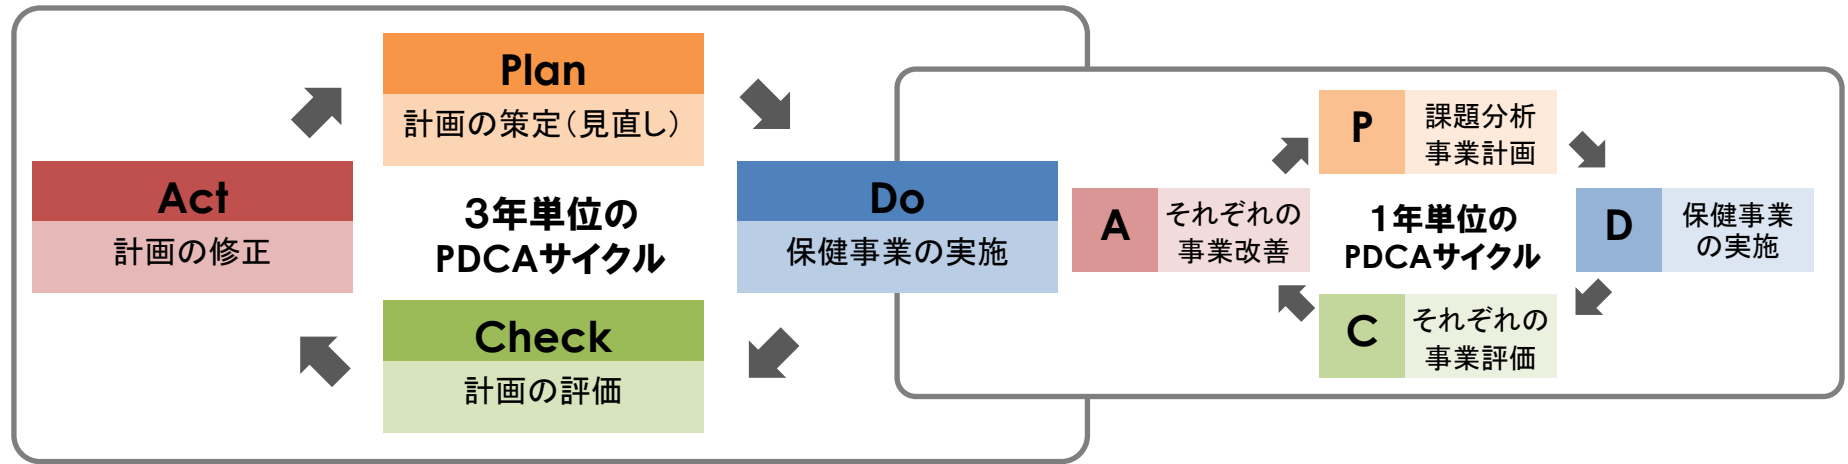 Plan
計画の策定(見直し)
Act
計画の修正
3年単位の
PDCAサイクル
Do
保健事業の実施
Check
計画の評価
P
課題分析
事業計画
A
それぞれの
事業改善
1年単位の
PDCAサイクル
D
保健事業
の実施
C
それぞれの
事業評価